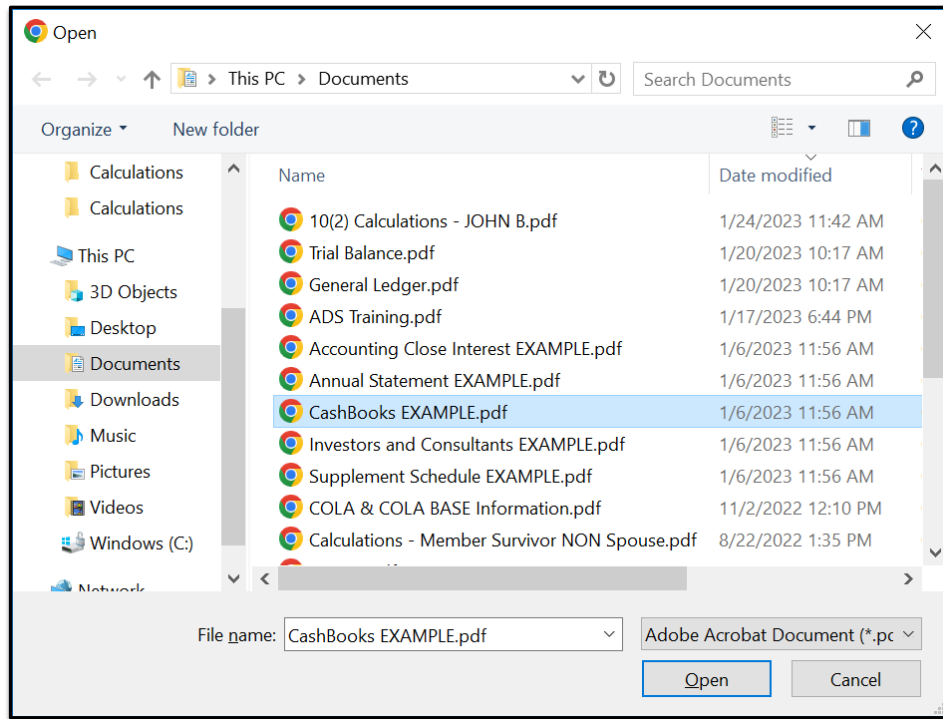 Open
This PC > Documents
Search Documents
Organize
New folder
Calculations
Calculations
This PC
3D Objects
Desktop
Documents
Downloads
Music
Pictures
Videos
Windows (C:)
Network
Name Date modified
10(2) Calculations - JOHN B.pdf 1/24/2023 11:42 AM
Trial Balance.pdf 1/20/2023 10:17 AM
General Ledger.pdf 1/20/2023 10:17 AM
ADS Training.pdf 1/17/2023 6:44 PM
Accounting Close Interest EXAMPLE.pdf 1/6/2023 11:56 AM
Annual Statement EXAMPLE.pdf 1/6/2023 11:56 AM
CashBooks EXAMPLE.pdf 1/6/2023 11:56 AM
Investors and Consultants EXAMPLE.pdf 1/6/2023 11:56 AM
Supplement Schedule EXAMPLE.pdf 1/6/2023 11:56 AM
COLA & COLA BASE Information.pdf 11/2/2022 12:10 PM
Calculations - Member Survivor NON Spouse.pdf 8/22/2022 1:35 PM
File name: CashBooks EXAMPLE.pdf
Adobe Acrobat Document (*.pc
Open
Cancel